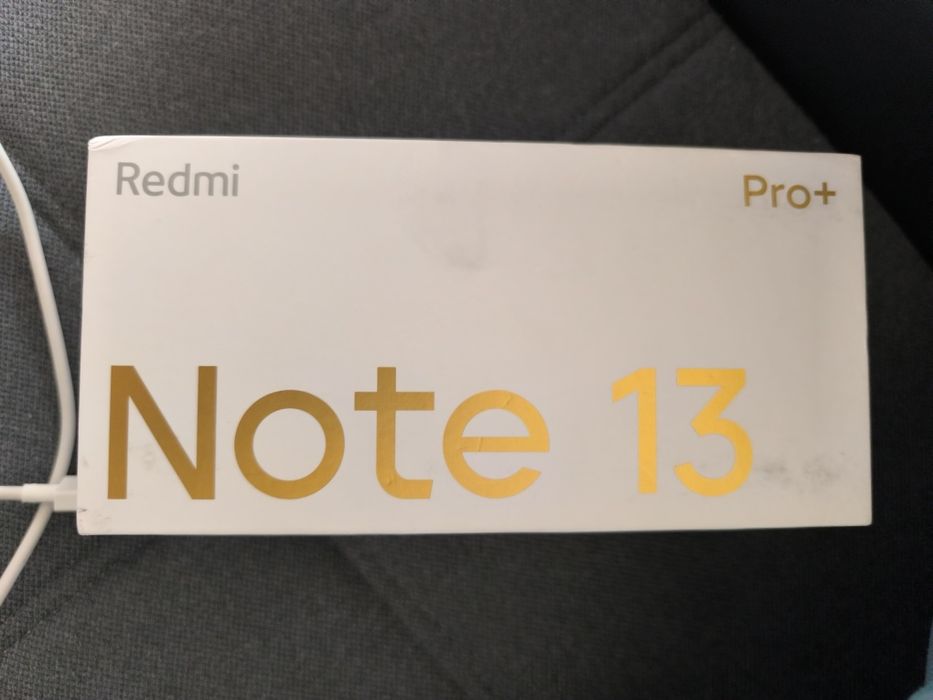 Redmi
Pro+
Note 13